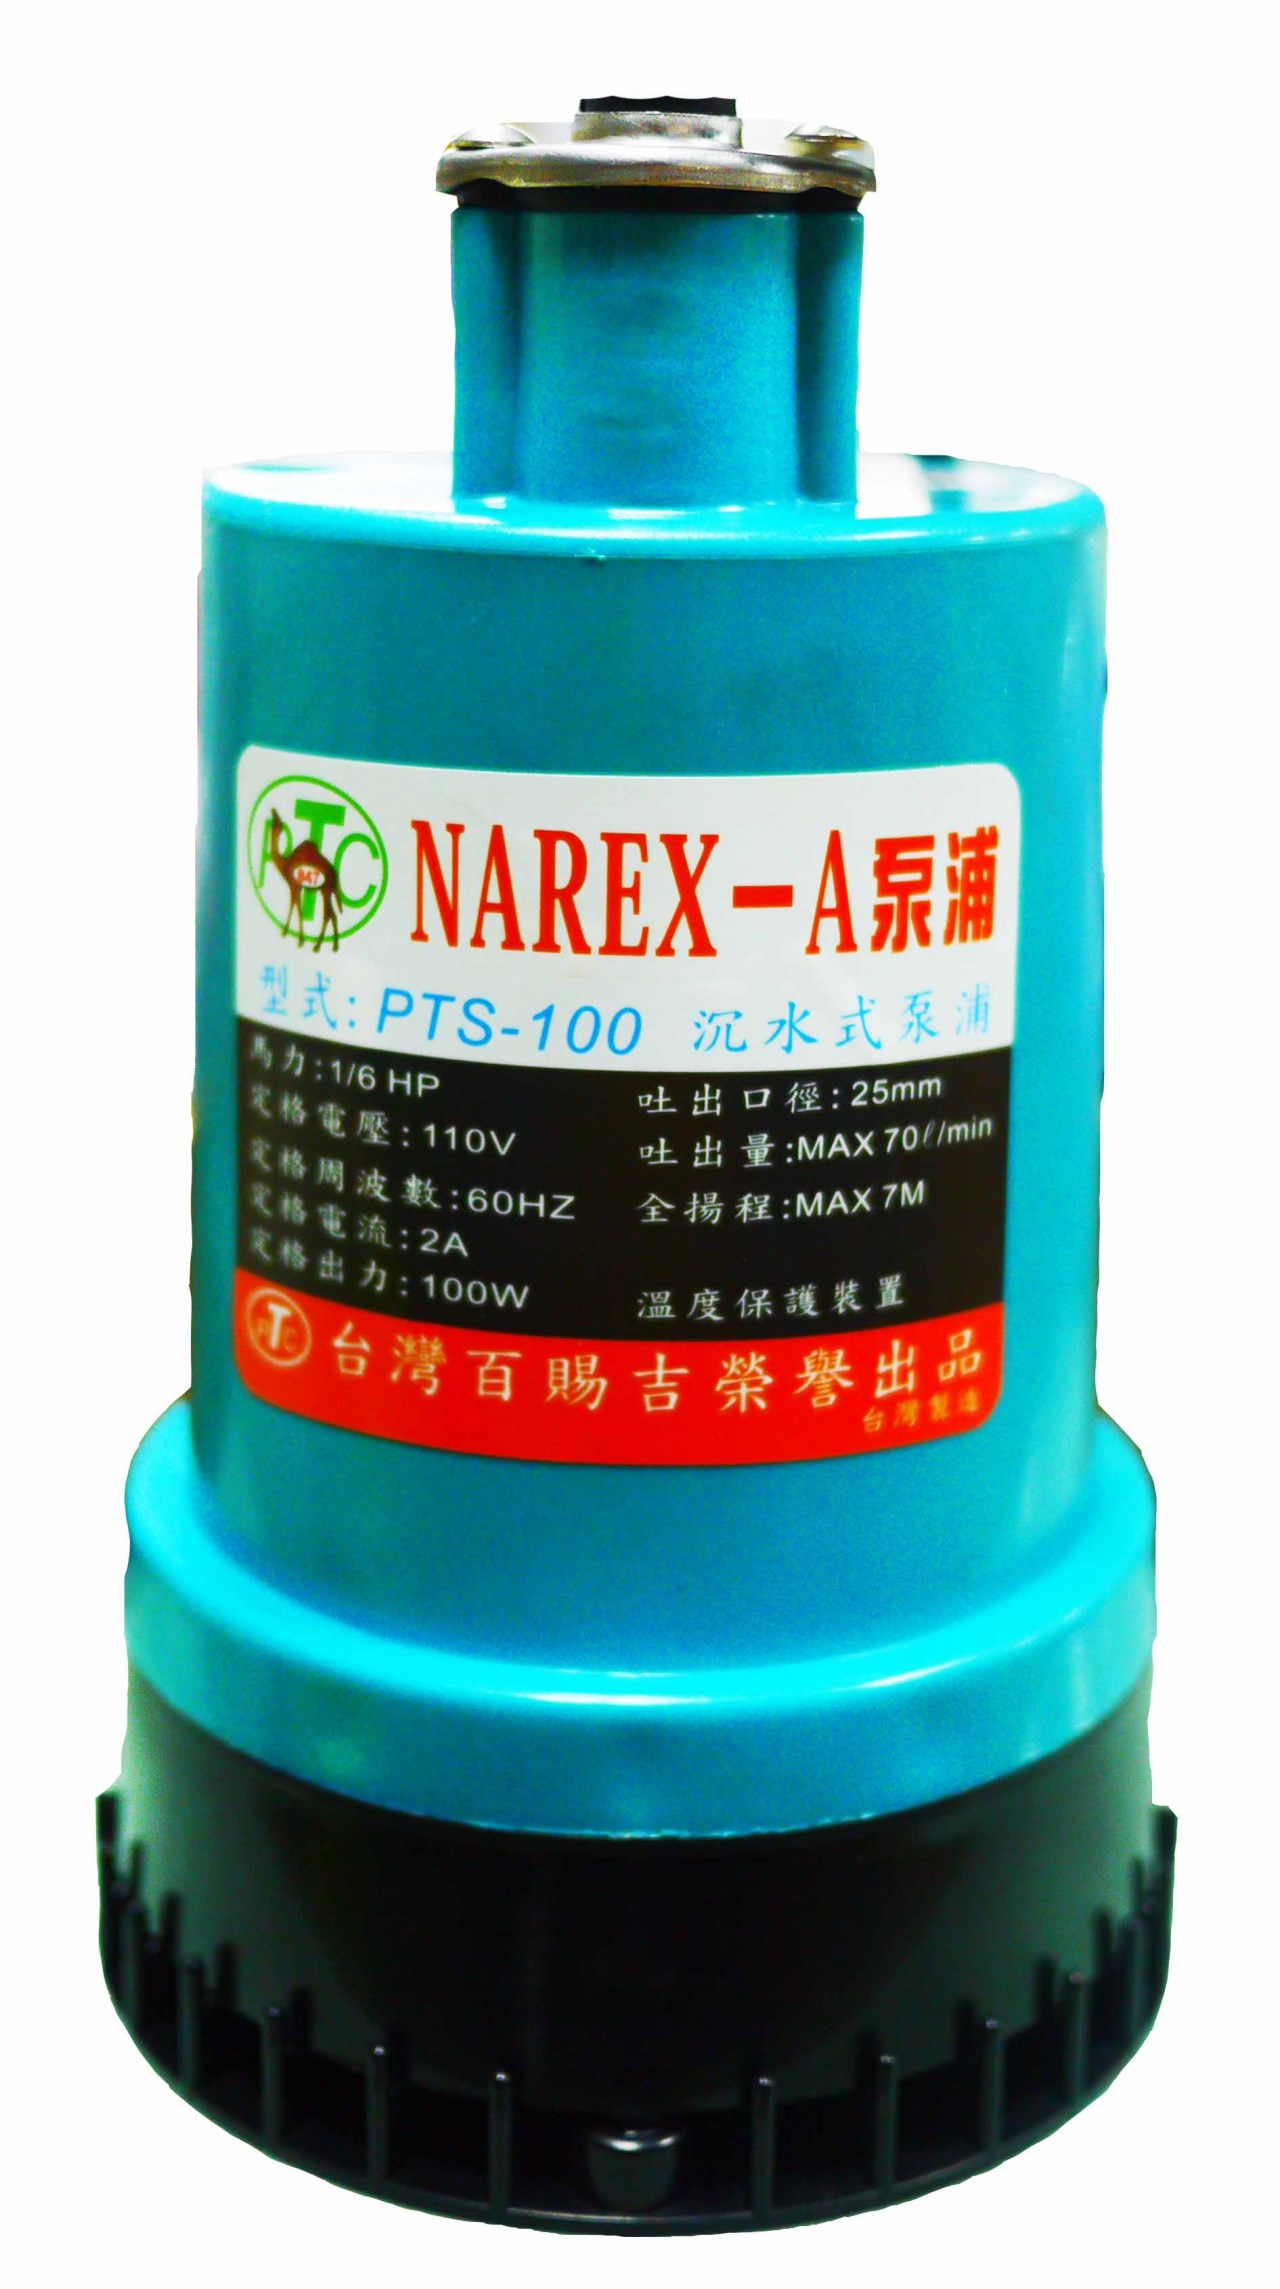 PTC
847
NAREX-A泵浦
型式: PTS-100 沉水式泵浦
馬力:1/6 HP
定格電壓:110V
定格周波數:60HZ
定格電流:2A
定格出力:100W
吐出口徑:25mm
吐出量:MAX 70ℓ/min
全揚程:MAX 7M
溫度保護裝置
PTC 台灣百賜吉榮譽出品
台灣製造